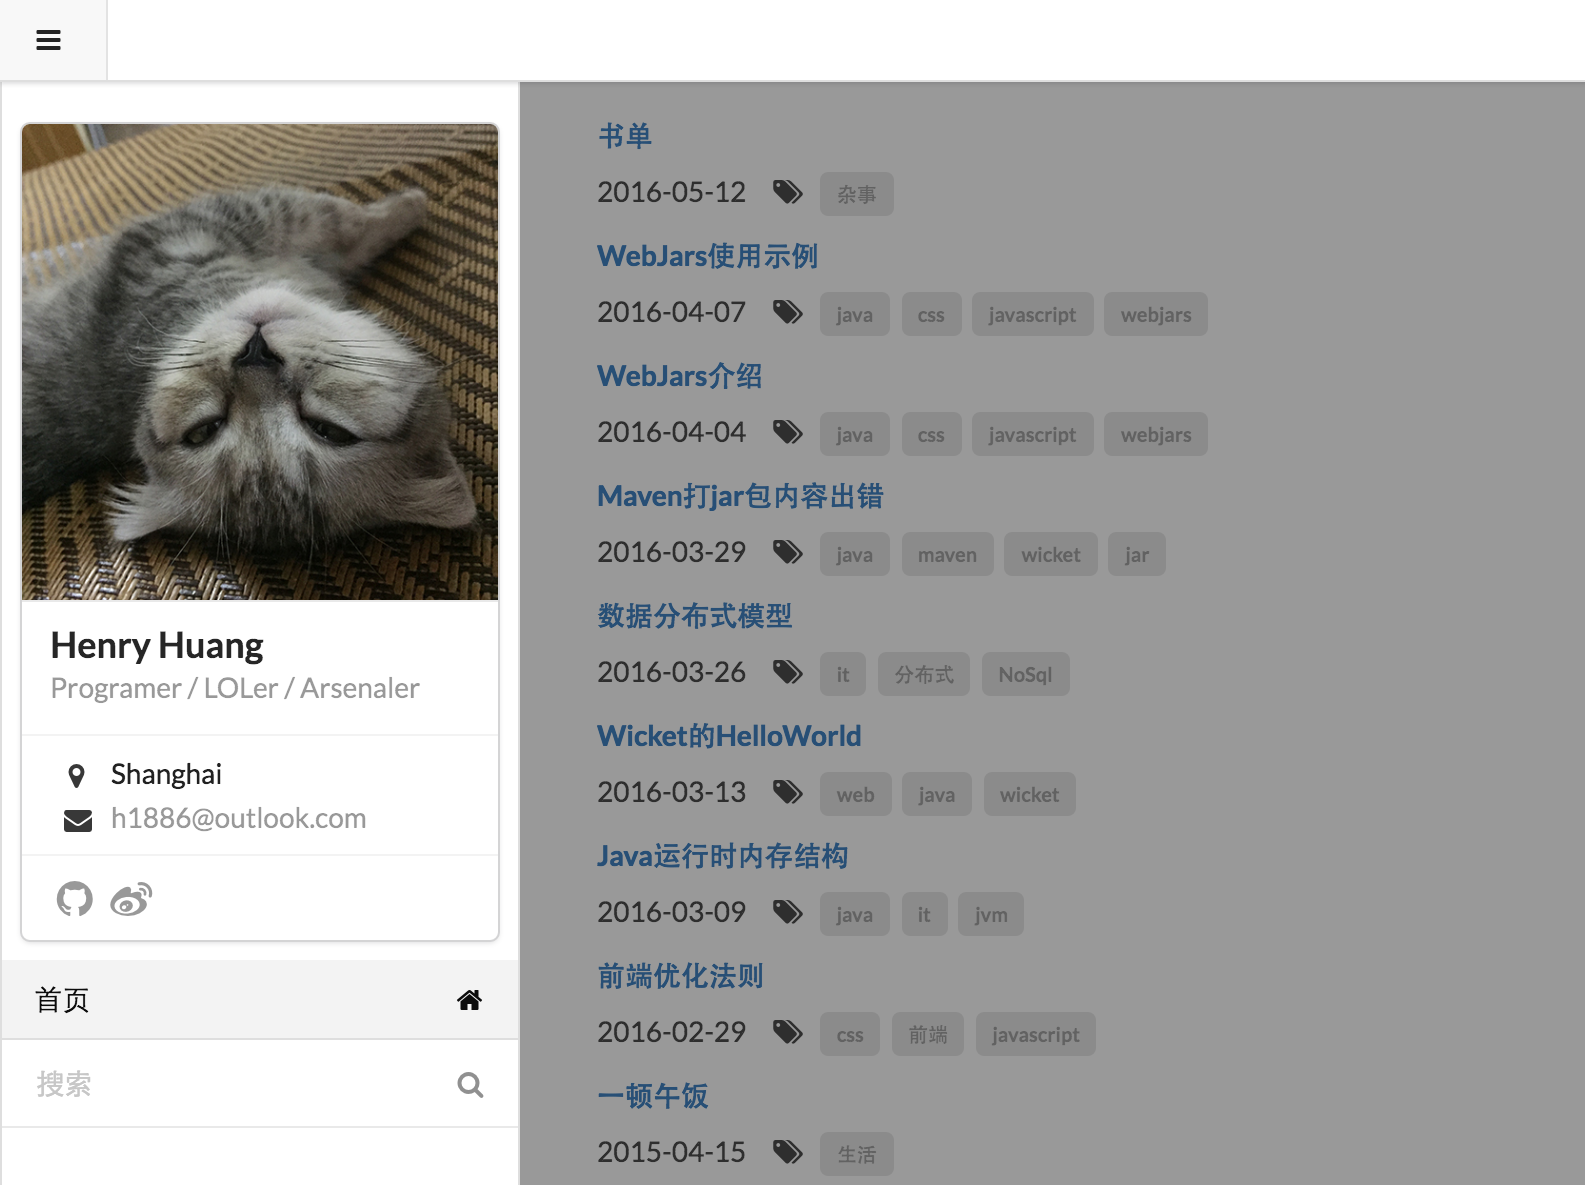 Henry Huang
Programer / LOLer / Arsenaler
Shanghai
h1886@outlook.com
首页
搜索
书单
2016-05-12 杂事
WebJars使用示例
2016-04-07 java css javascript webjars
WebJars介绍
2016-04-04 java css javascript webjars
Maven打jar包内容出错
2016-03-29 java maven wicket jar
数据分布式模型
2016-03-26 it 分布式 NoSql
Wicket的HelloWorld
2016-03-13 web java wicket
Java运行时内存结构
2016-03-09 java it jvm
前端优化法则
2016-02-29 css 前端 javascript
一顿午饭
2015-04-15 生活